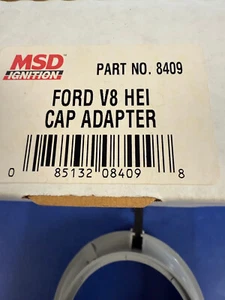 MSD
IGNITION
PART NO. 8409
FORD V8 HEI
CAP ADAPTER
0 85132 08409 8